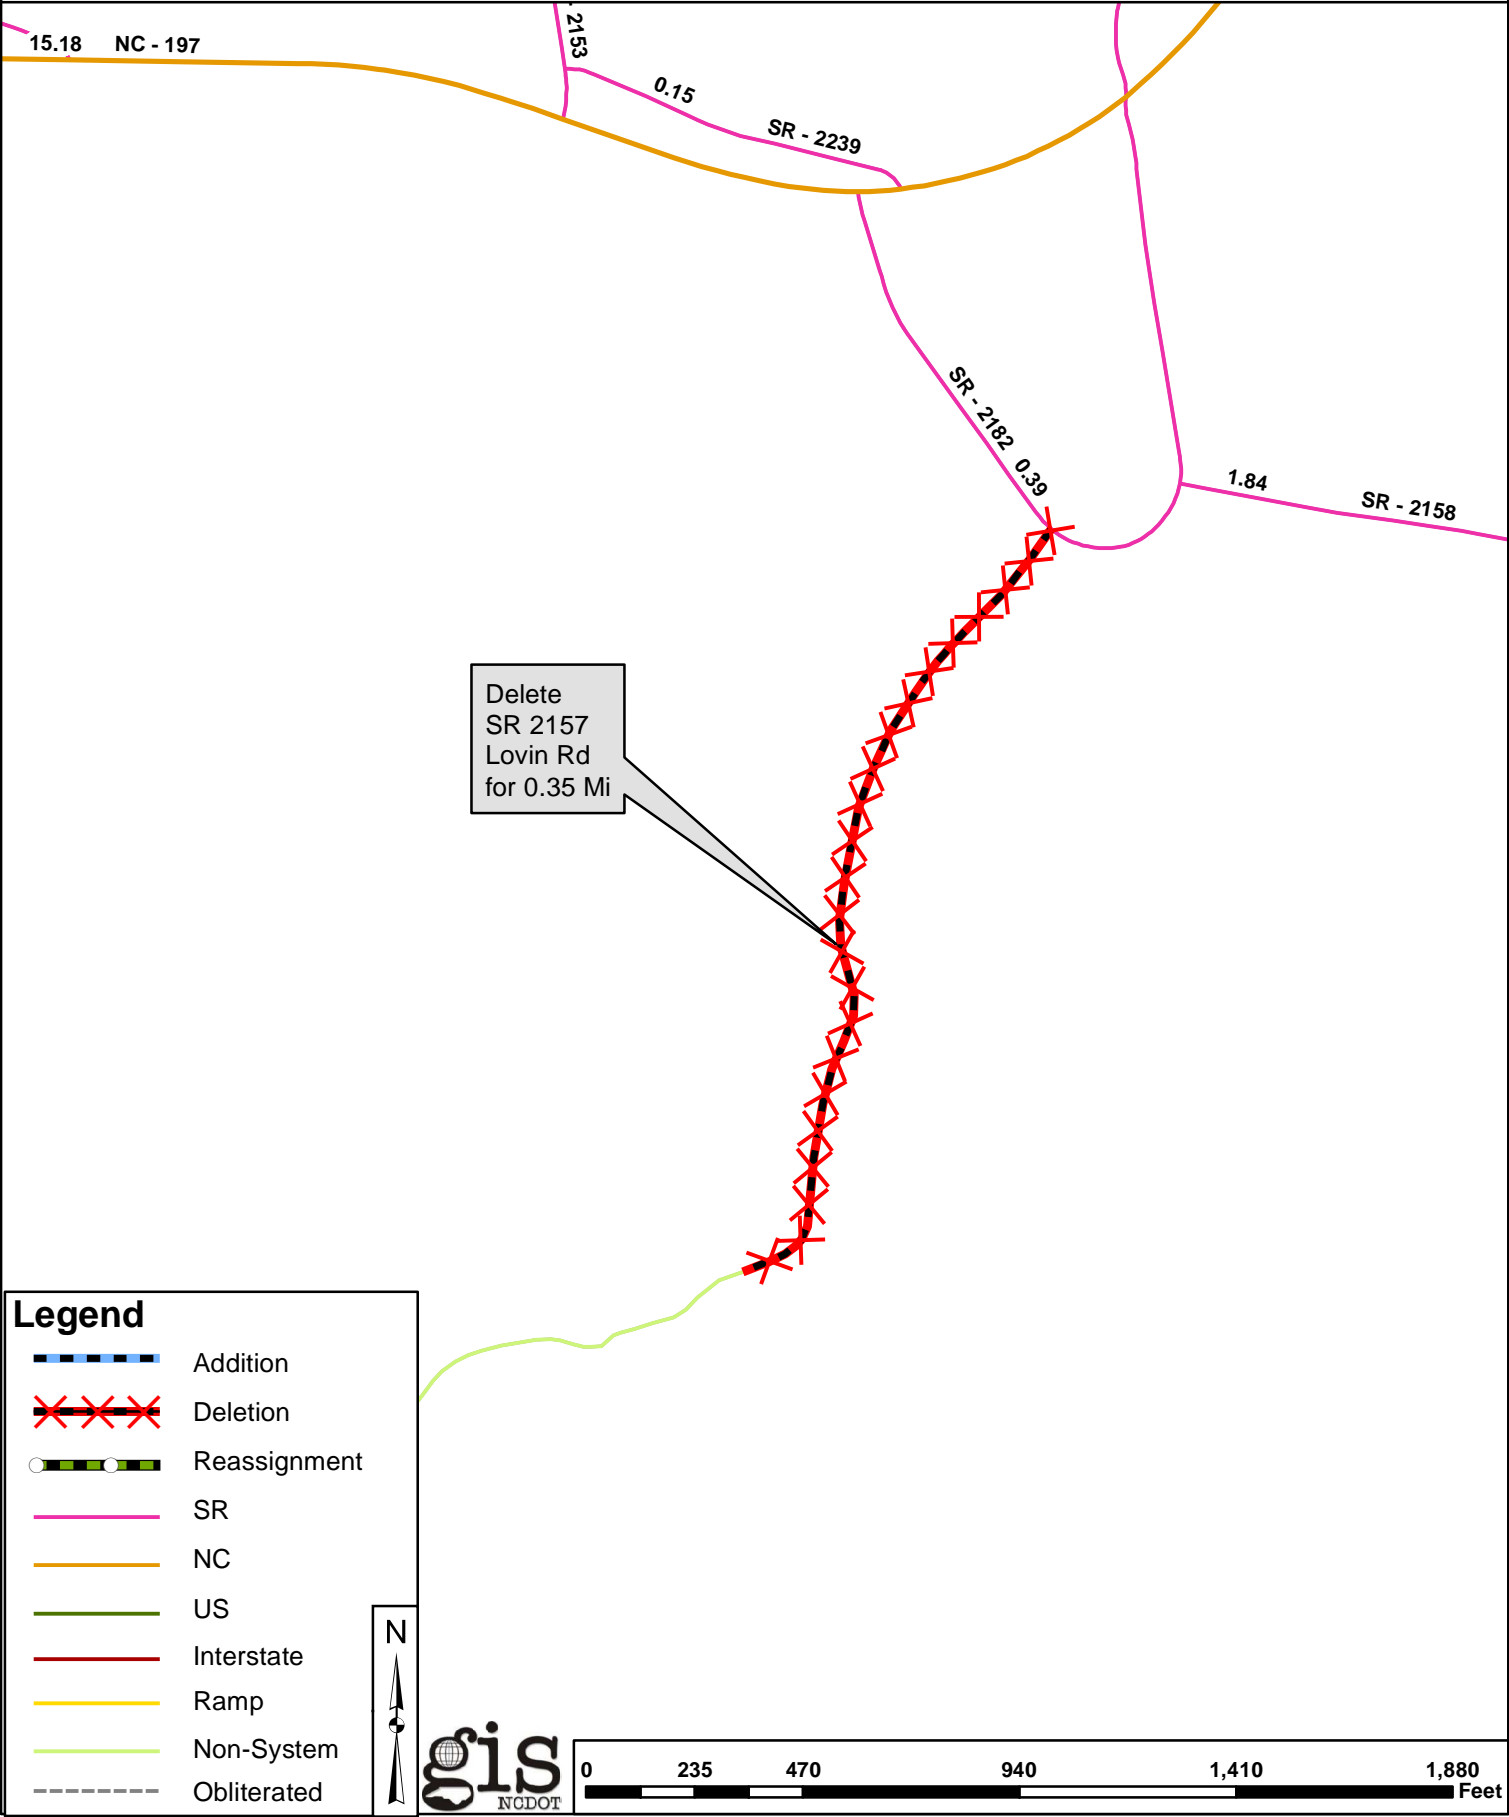 15.18 NC - 197
- 2153
0.15
SR - 2239
SR - 2182 0.39
1.84
SR - 2158
Delete
SR 2157
Lovin Rd
for 0.35 Mi
Legend
Addition
Deletion
Reassignment
SR
NC
US
Interstate
Ramp
Non-System
Obliterated
N
gis
NCDOT
0 235 470 940 1,410 1,880
Feet